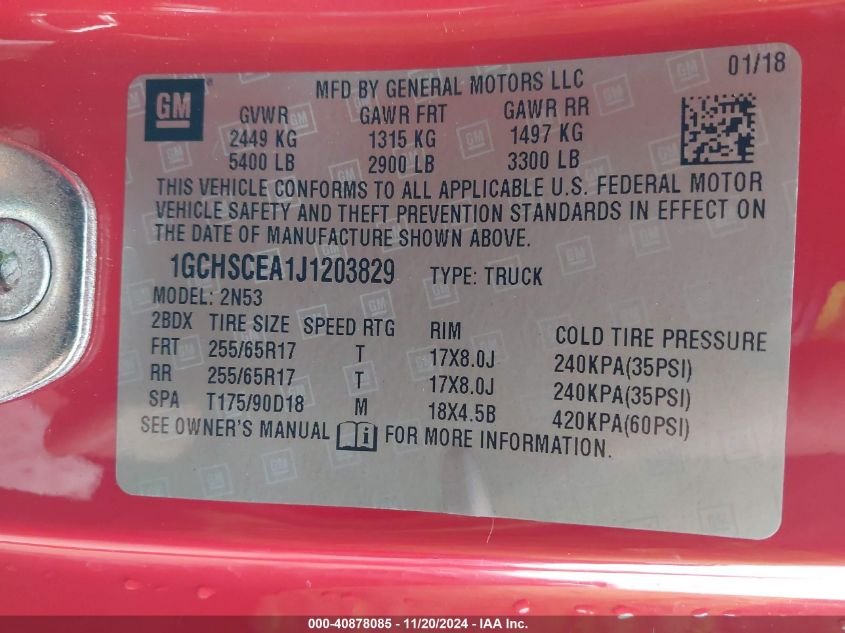 GM
MFD BY GENERAL MOTORS LLC
01/18
GVWR GAWR FRT GAWR RR
2449 KG 1315 KG 1497 KG
5400 LB 2900 LB 3300 LB
THIS VEHICLE CONFORMS TO ALL APPLICABLE U.S. FEDERAL MOTOR
VEHICLE SAFETY AND THEFT PREVENTION STANDARDS IN EFFECT ON
THE DATE OF MANUFACTURE SHOWN ABOVE.
1GCHSCEA1J1203829 TYPE: TRUCK
MODEL: 2N53
2BDX TIRE SIZE SPEED RTG RIM COLD TIRE PRESSURE
FRT 255/65R17 T 17X8.0J 240KPA(35PSI)
RR 255/65R17 T 17X8.0J 240KPA(35PSI)
SPA T175/90D18 M 18X4.5B 420KPA(60PSI)
SEE OWNER'S MANUAL i FOR MORE INFORMATION.
000-40878085 - 11/20/2024 - IAA Inc.